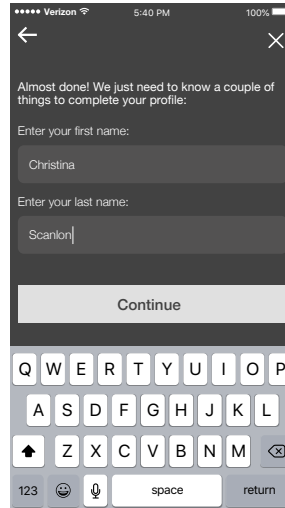 Verizon 5:40 PM 100%
Almost done! We just need to know a couple of
things to complete your profile:
Enter your first name:
Christina
Enter your last name:
Scanlon
Continue
Q W E R T Y U I O P
A S D F G H J K L
Z X C V B N M
123 space return